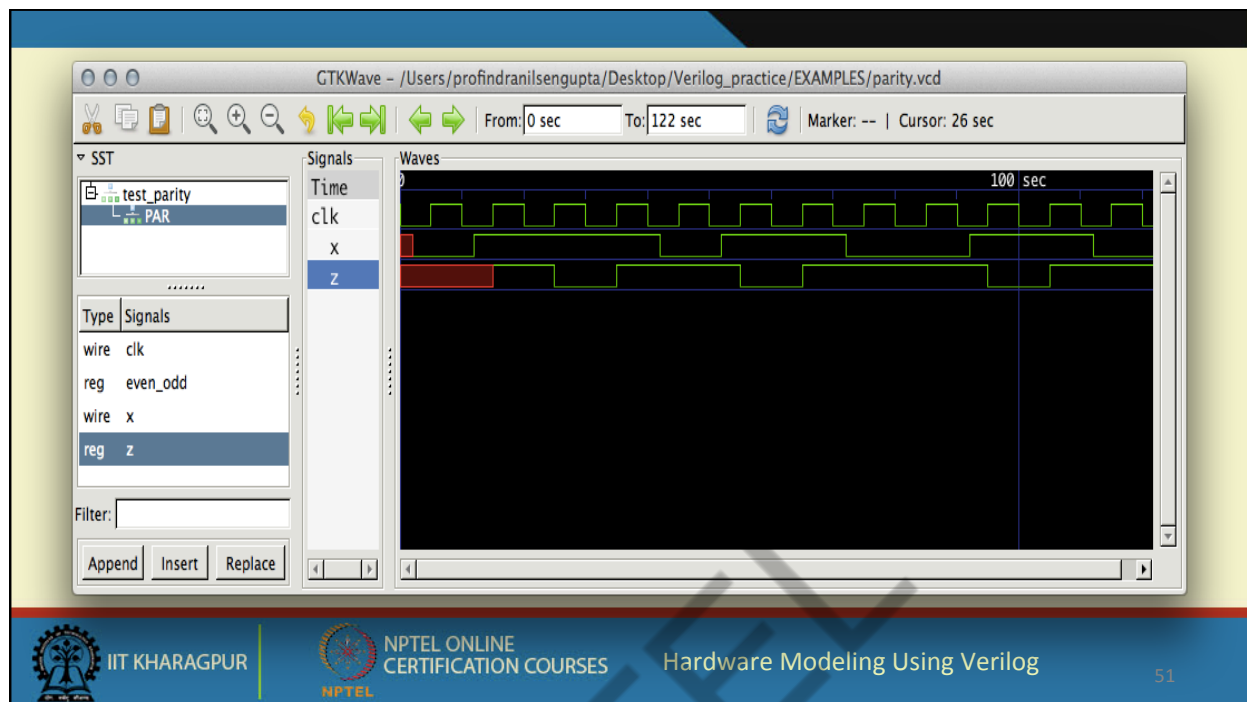 GTKWave – /Users/profindranilsengupta/Desktop/Verilog_practice/EXAMPLES/parity.vcd
From: 0 sec To: 122 sec Marker: -- | Cursor: 26 sec
SST
test_parity
PAR
Type Signals
wire clk
reg even_odd
wire x
reg z
Filter:
Append Insert Replace
Signals
Time
clk
x
z
Waves
0 100 sec
IIT KHARAGPUR
NPTEL
NPTEL ONLINE
CERTIFICATION COURSES
Hardware Modeling Using Verilog
51